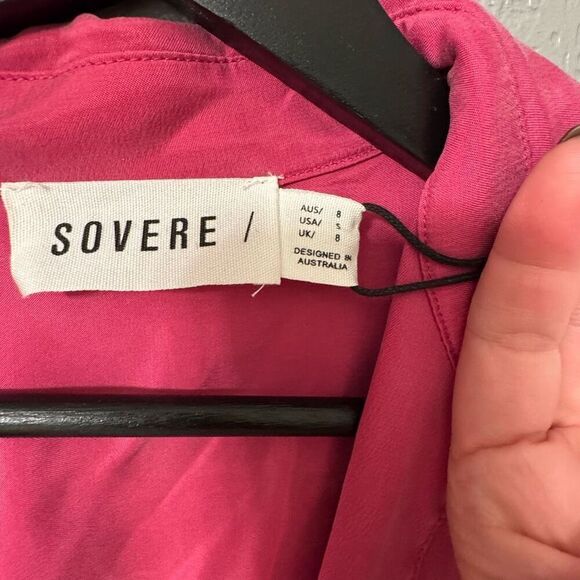 SOVERE /
AUS/ 8
USA/ S
UK/ 8
DESIGNED IN
AUSTRALIA